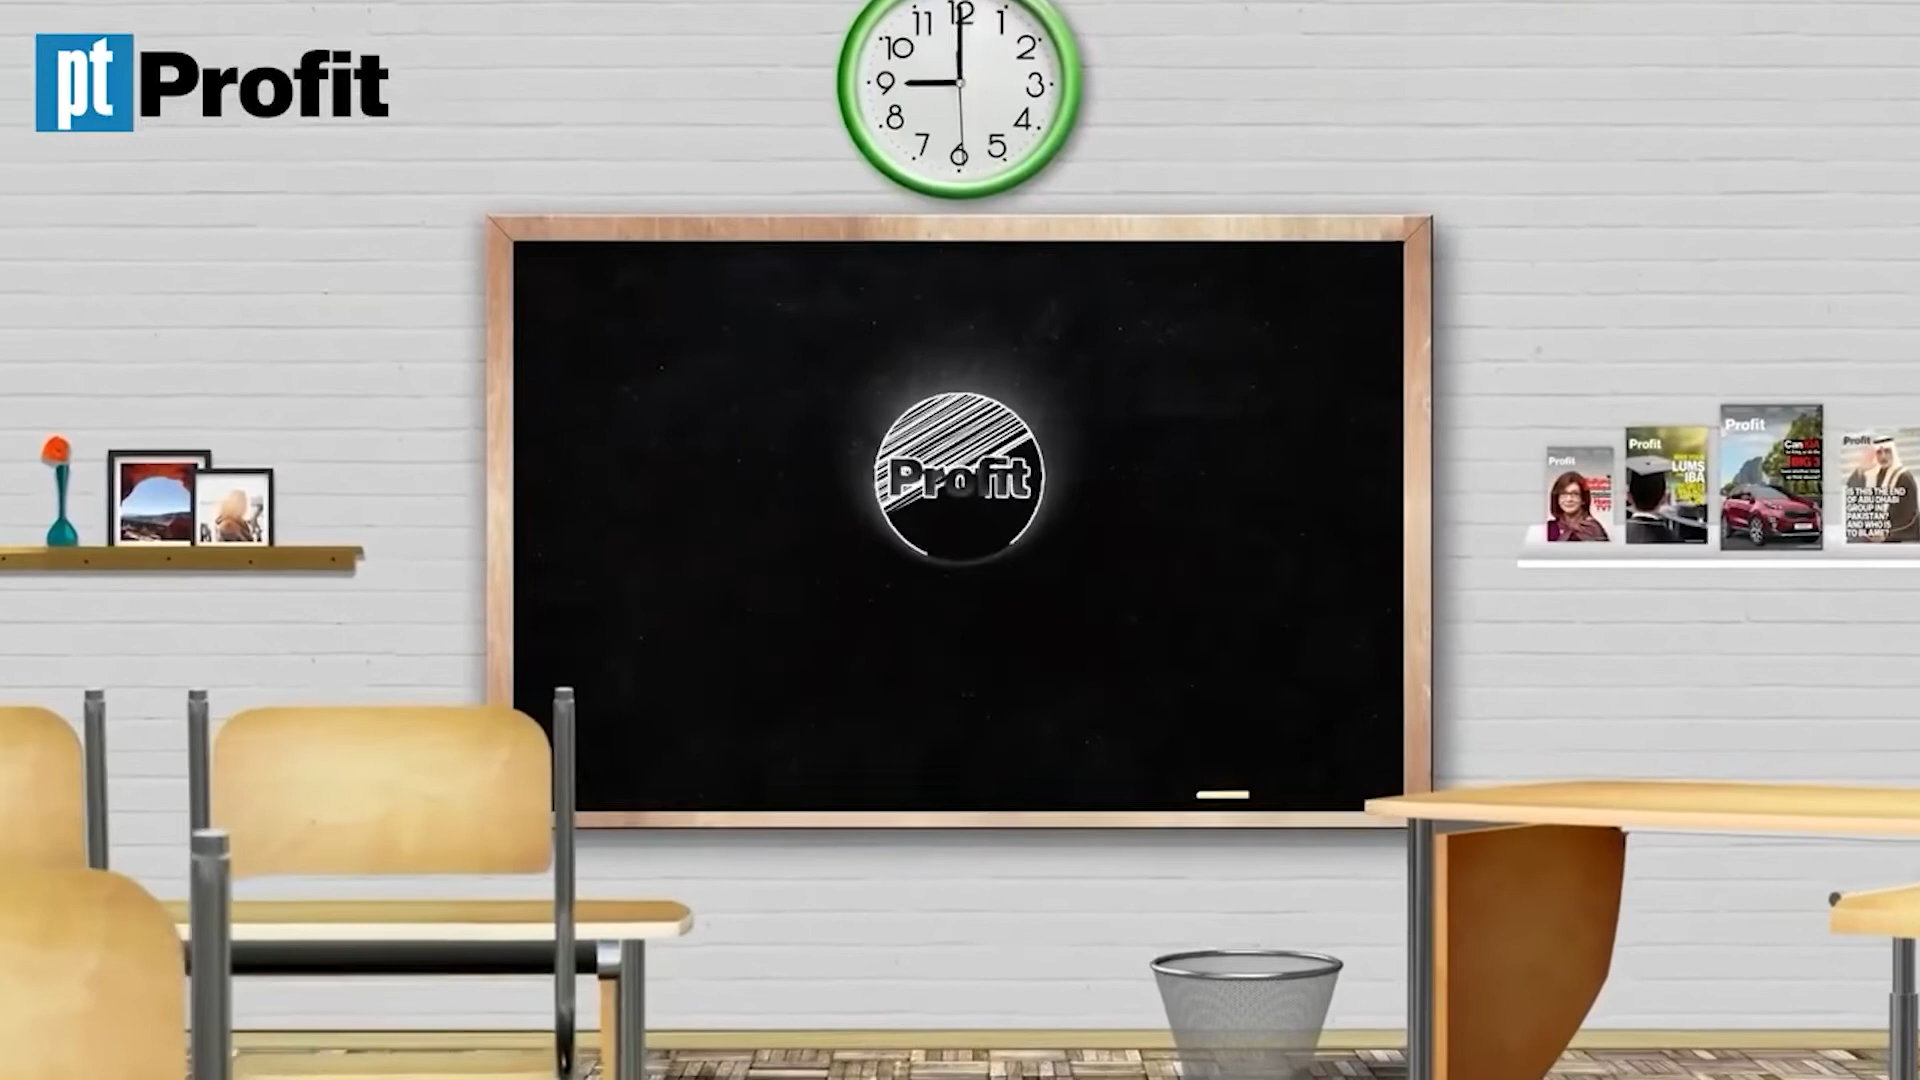 pt Profit
11 12 1
10 2
9 3
8 4
7 6 5
Profit
Profit
Profit
LUMS
IBA
Profit
Can KIA
BIG 3
Profit
IS THIS THE END
OF ABU DHABI
GROUP IN
PAKISTAN?
AND WHO IS
TO BLAME?